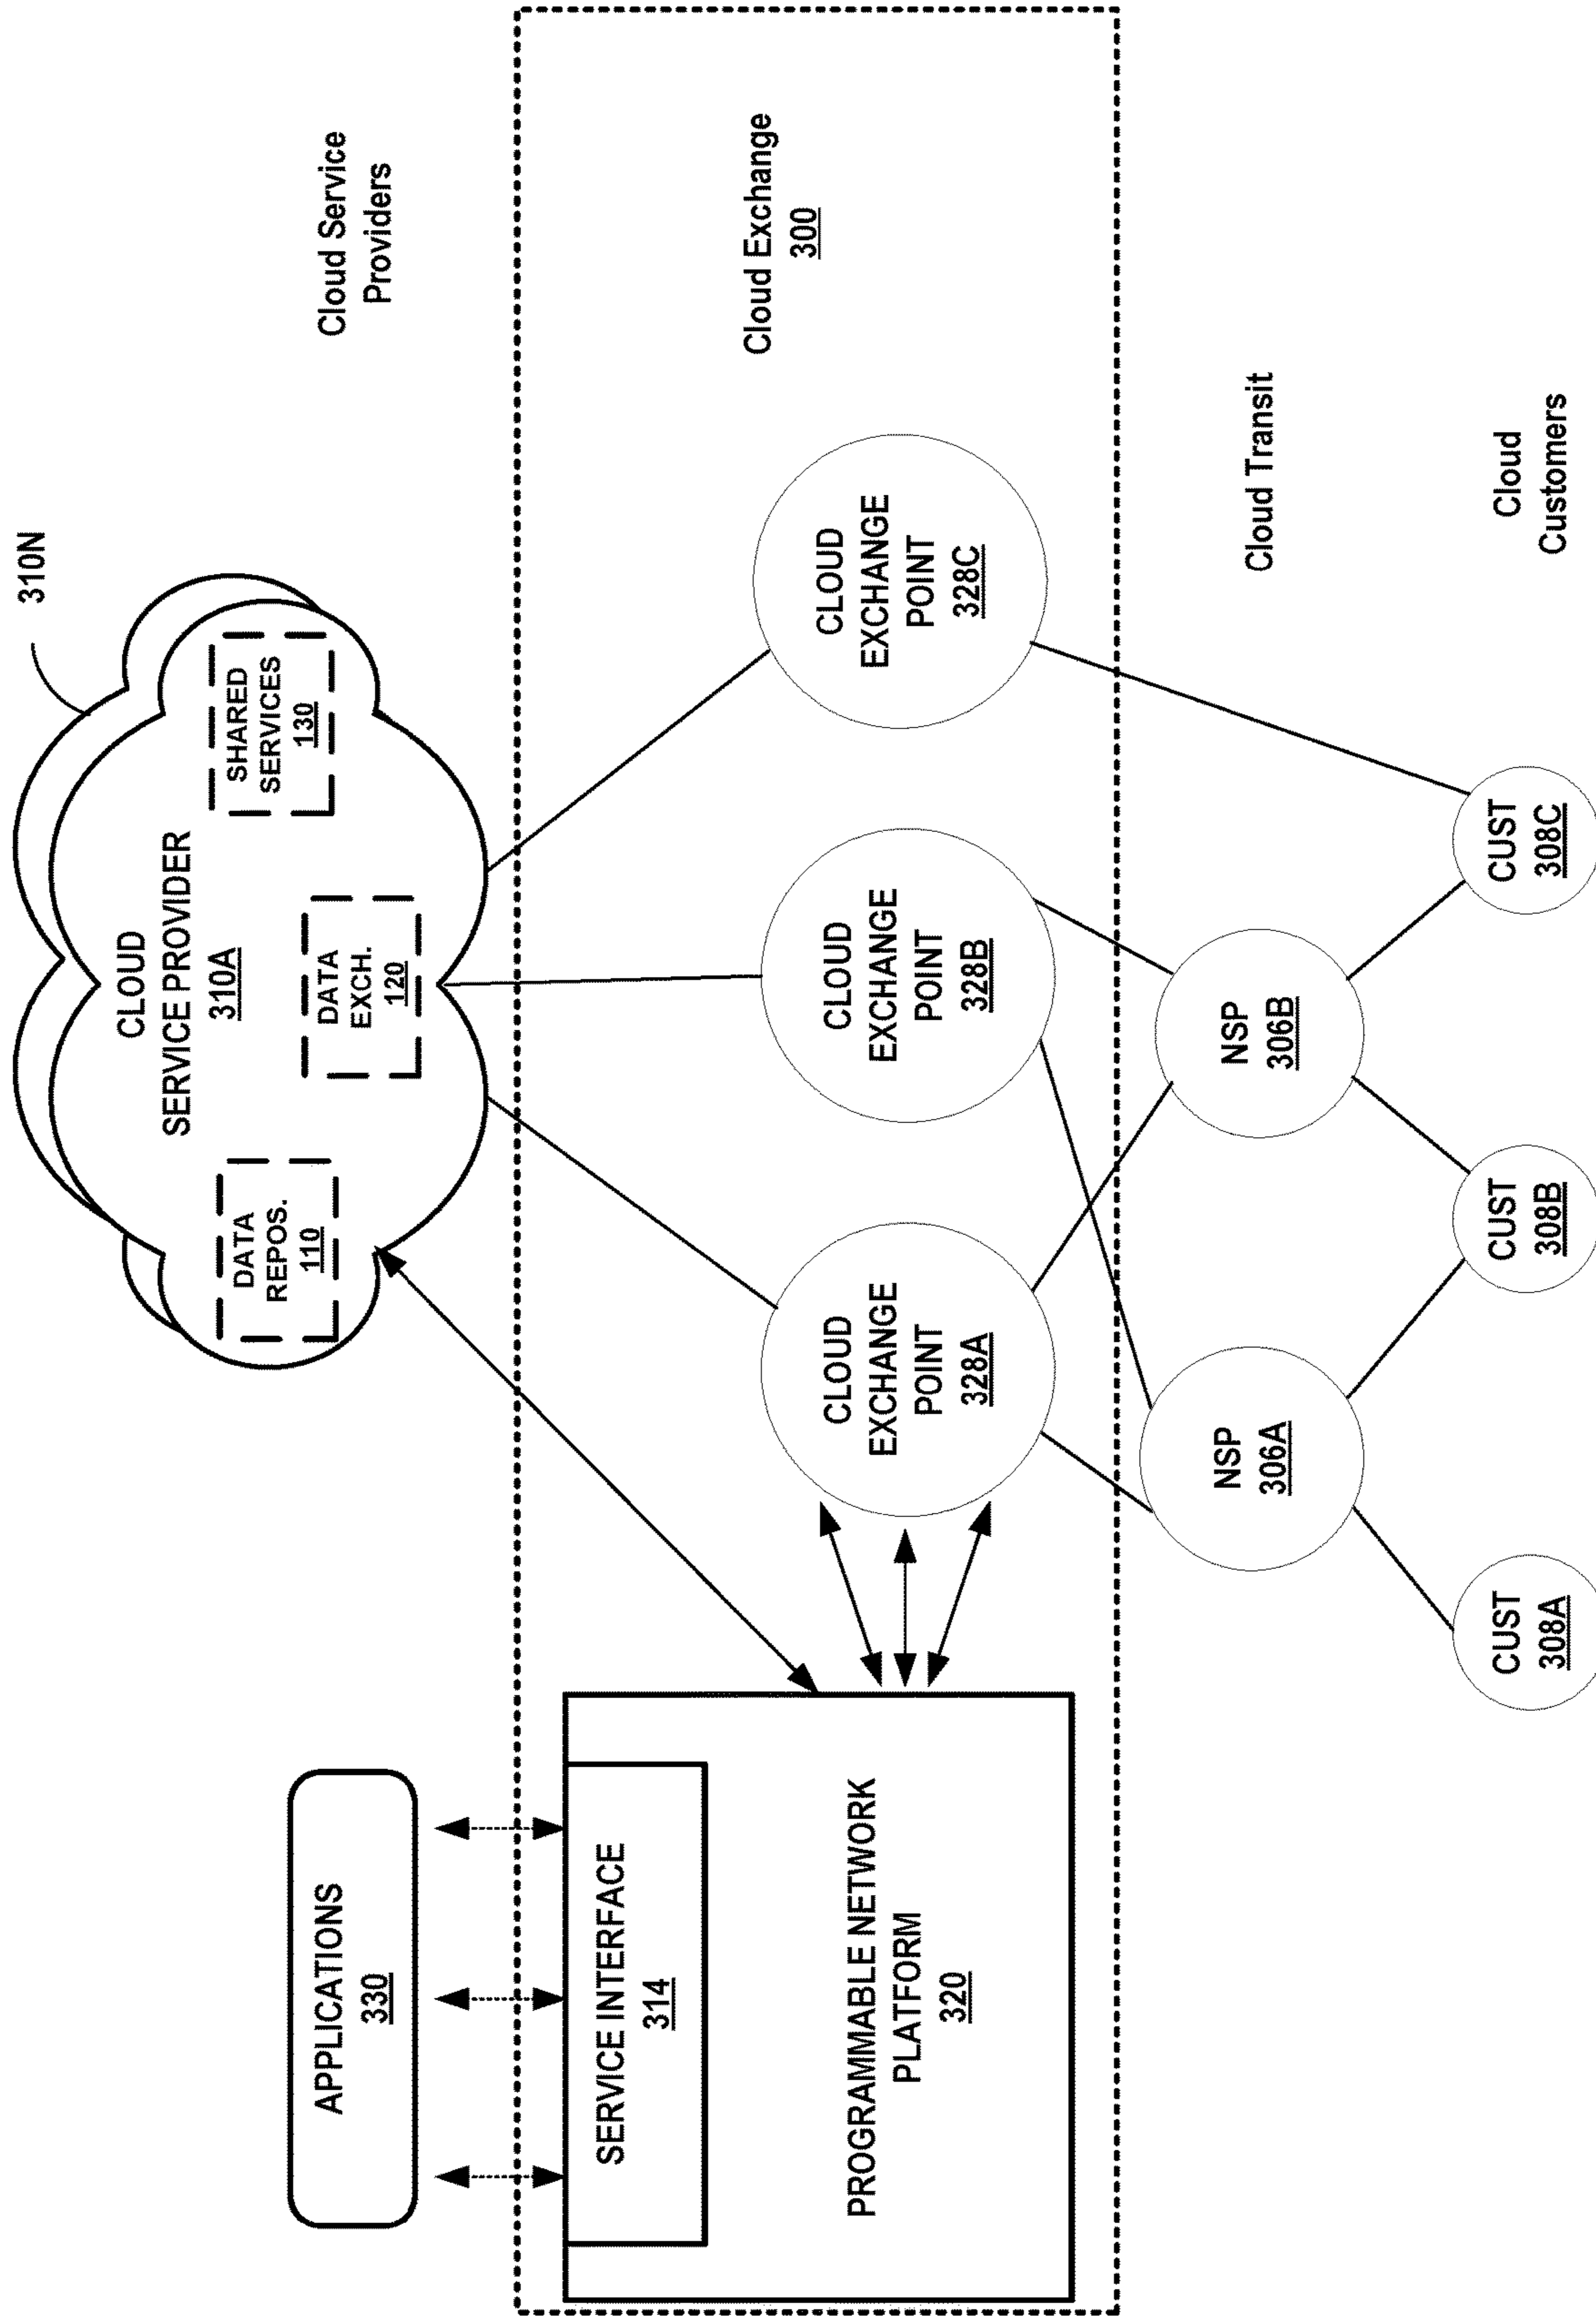 310N
CLOUD
SERVICE PROVIDER
310A
DATA
REPOS.
110
DATA
EXCH.
120
SHARED
SERVICES
130
Cloud Service
Providers
APPLICATIONS
330
SERVICE INTERFACE
314
PROGRAMMABLE NETWORK
PLATFORM
320
CLOUD
EXCHANGE
POINT
328A
CLOUD
EXCHANGE
POINT
328B
CLOUD
EXCHANGE
POINT
328C
Cloud Exchange
300
NSP
306A
NSP
306B
Cloud Transit
CUST
308A
CUST
308B
CUST
308C
Cloud
Customers